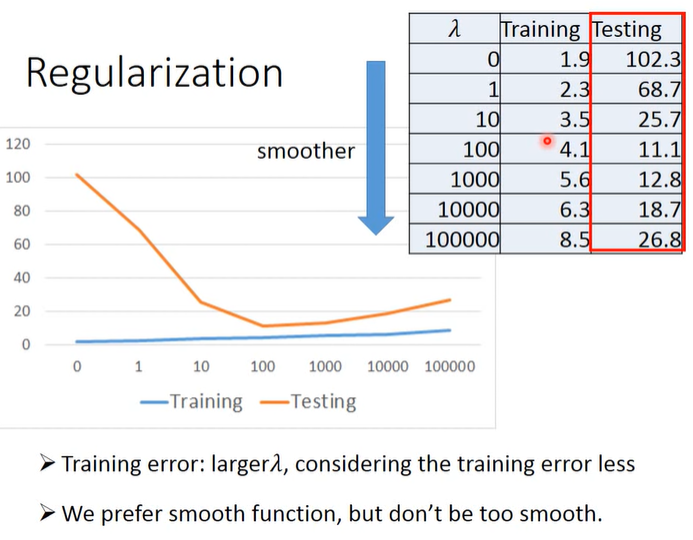 Regularization
λ Training Testing
0 1.9 102.3
1 2.3 68.7
10 3.5 25.7
100 4.1 11.1
1000 5.6 12.8
10000 6.3 18.7
100000 8.5 26.8
smoother
120
100
80
60
40
20
0
0 1 10 100 1000 10000 100000
Training Testing
➢ Training error: largerλ, considering the training error less
➢ We prefer smooth function, but don’t be too smooth.